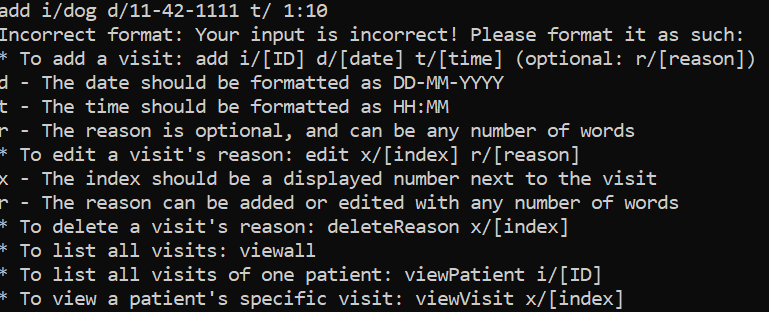 add i/dog d/11-42-1111 t/ 1:10
Incorrect format: Your input is incorrect! Please format it as such:
* To add a visit: add i/[ID] d/[date] t/[time] (optional: r/[reason])
d - The date should be formatted as DD-MM-YYYY
t - The time should be formatted as HH:MM
r - The reason is optional, and can be any number of words
* To edit a visit's reason: edit x/[index] r/[reason]
x - The index should be a displayed number next to the visit
r - The reason can be added or edited with any number of words
* To delete a visit's reason: deleteReason x/[index]
* To list all visits: viewall
* To list all visits of one patient: viewPatient i/[ID]
* To view a patient's specific visit: viewVisit x/[index]